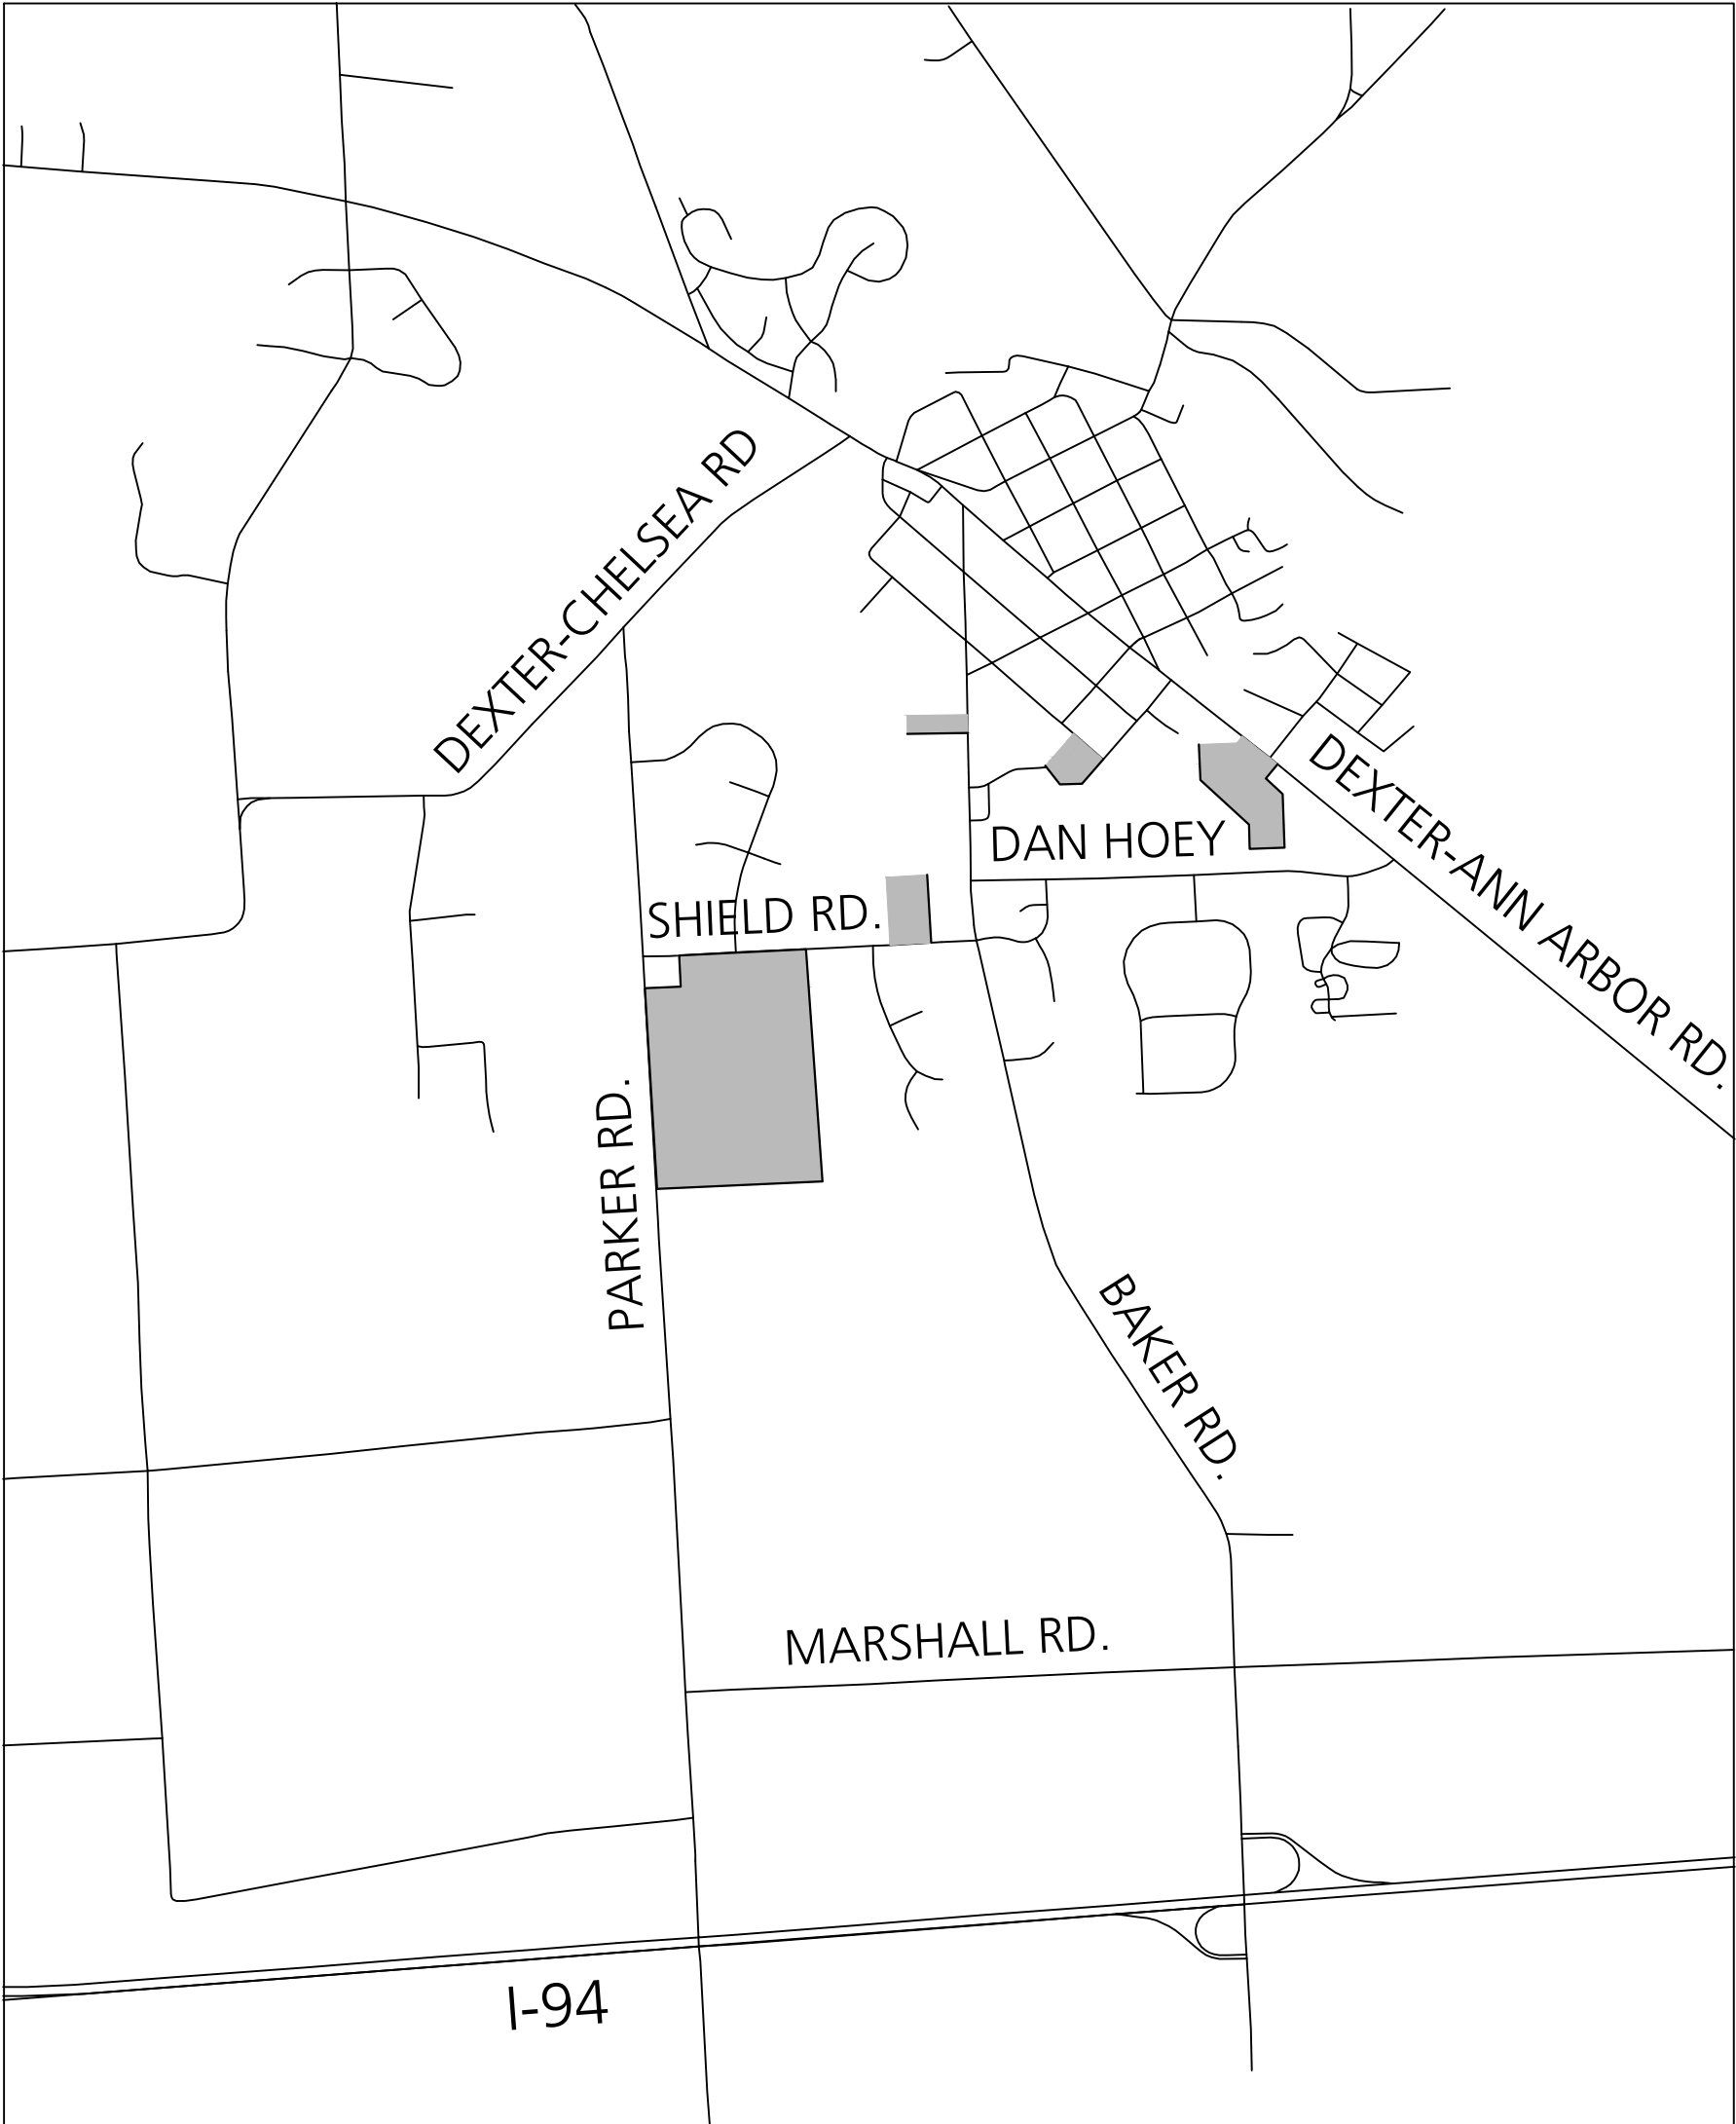 DEXTER-CHELSEA RD
DAN HOEY
DEXTER-ANN ARBOR RD.
SHIELD RD.
PARKER RD.
BAKER RD.
MARSHALL RD.
I-94